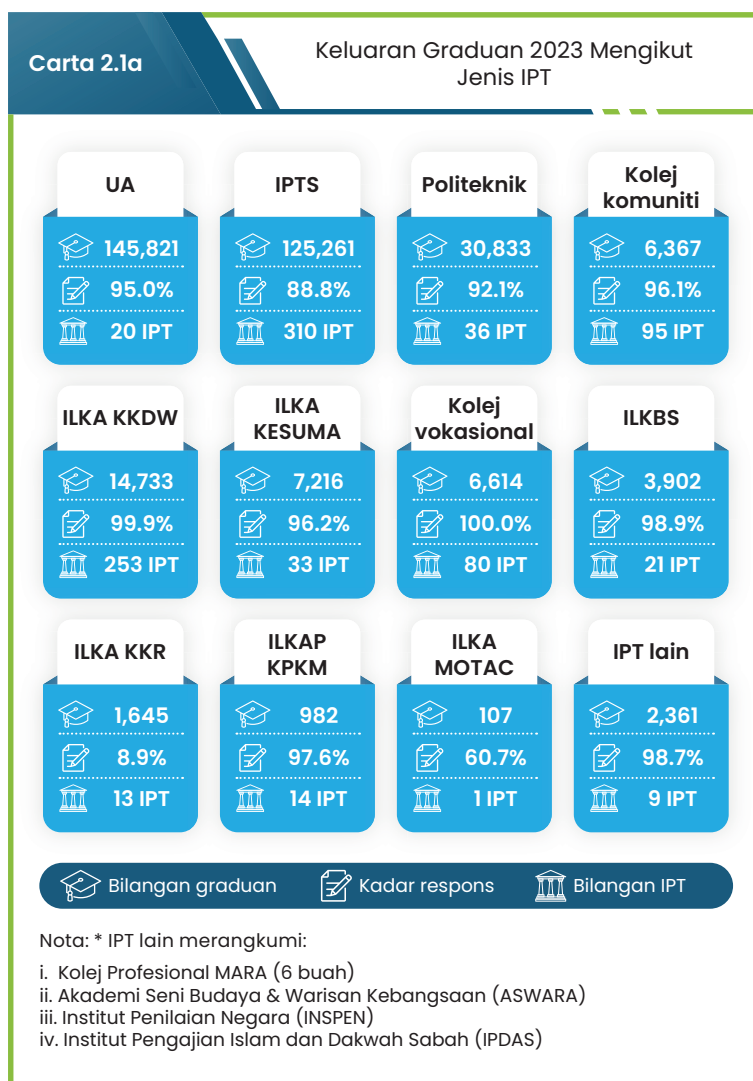 Carta 2.1a
Keluaran Graduan 2023 Mengikut
Jenis IPT
UA
145,821
95.0%
20 IPT
IPTS
125,261
88.8%
310 IPT
Politeknik
30,833
92.1%
36 IPT
Kolej
komuniti
6,367
96.1%
95 IPT
ILKA KKDW
14,733
99.9%
253 IPT
ILKA
KESUMA
7,216
96.2%
33 IPT
Kolej
vokasional
6,614
100.0%
80 IPT
ILKBS
3,902
98.9%
21 IPT
ILKA KKR
1,645
8.9%
13 IPT
ILKAP
KPKM
982
97.6%
14 IPT
ILKA
MOTAC
107
60.7%
1 IPT
IPT lain
2,361
98.7%
9 IPT
Bilangan graduan
Kadar respons
Bilangan IPT
Nota: * IPT lain merangkumi:
i. Kolej Profesional MARA (6 buah)
ii. Akademi Seni Budaya & Warisan Kebangsaan (ASWARA)
iii. Institut Penilaian Negara (INSPEN)
iv. Institut Pengajian Islam dan Dakwah Sabah (IPDAS)